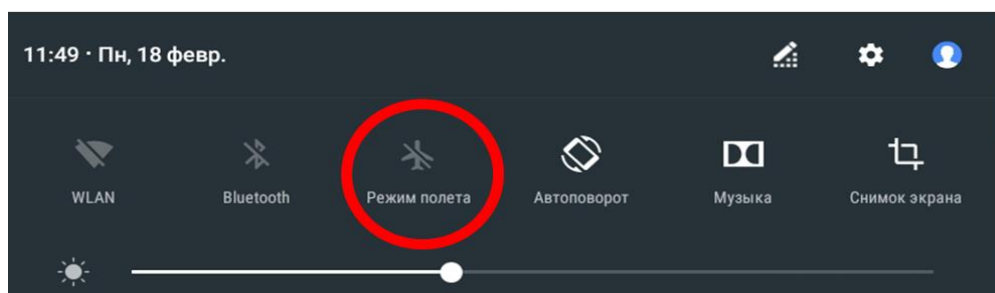 11:49 · Пн, 18 февр.
WLAN Bluetooth Режим полета Автоповорот Музыка Снимок экрана